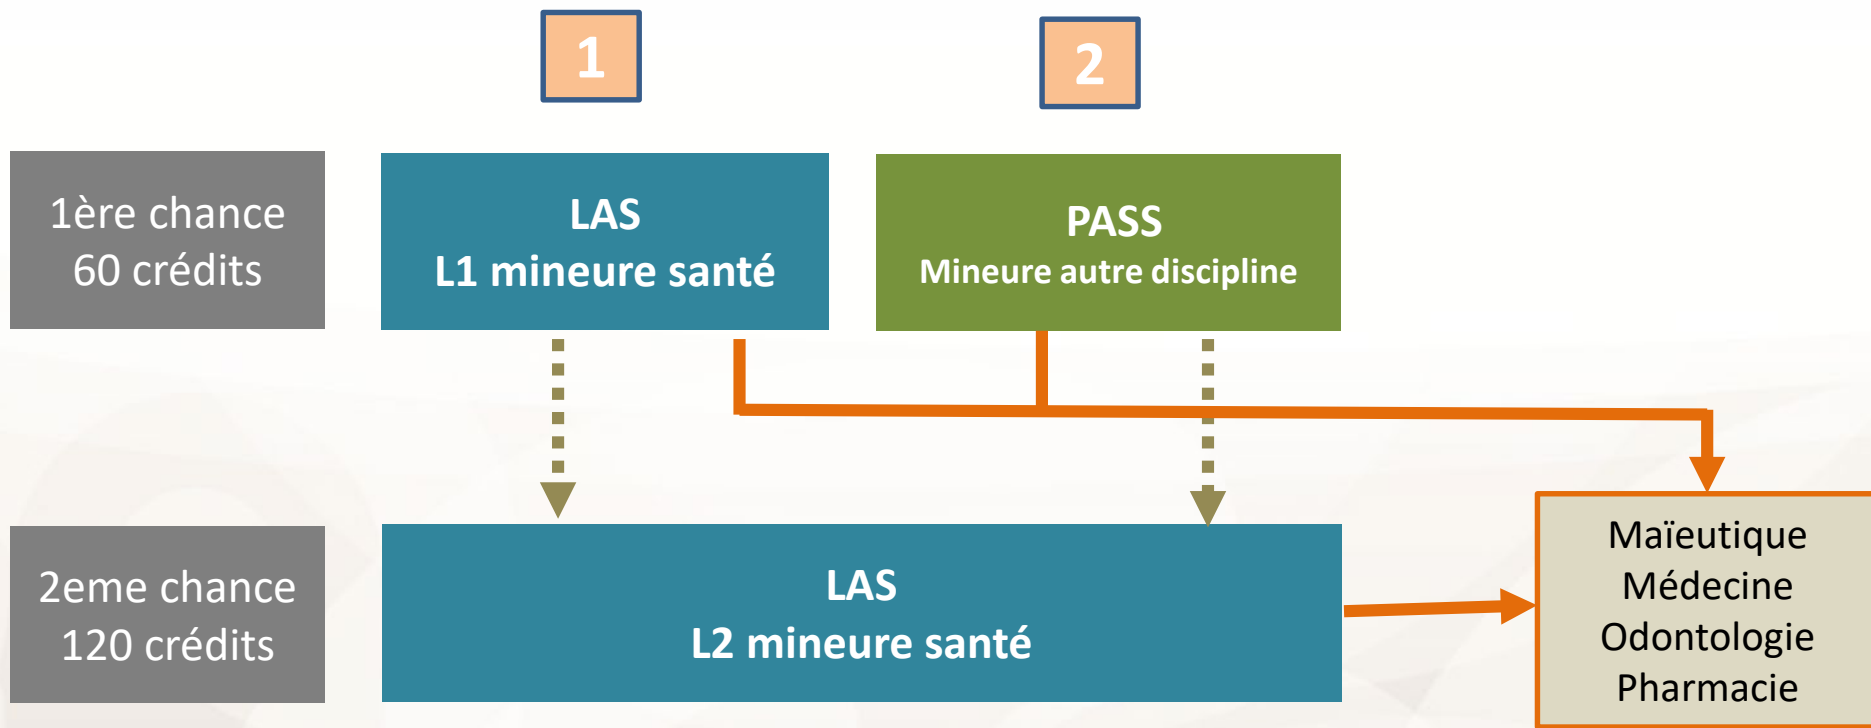 1
2
1ère chance
60 crédits
LAS
L1 mineure santé
PASS
Mineure autre discipline
2eme chance
120 crédits
LAS
L2 mineure santé
Maïeutique
Médecine
Odontologie
Pharmacie